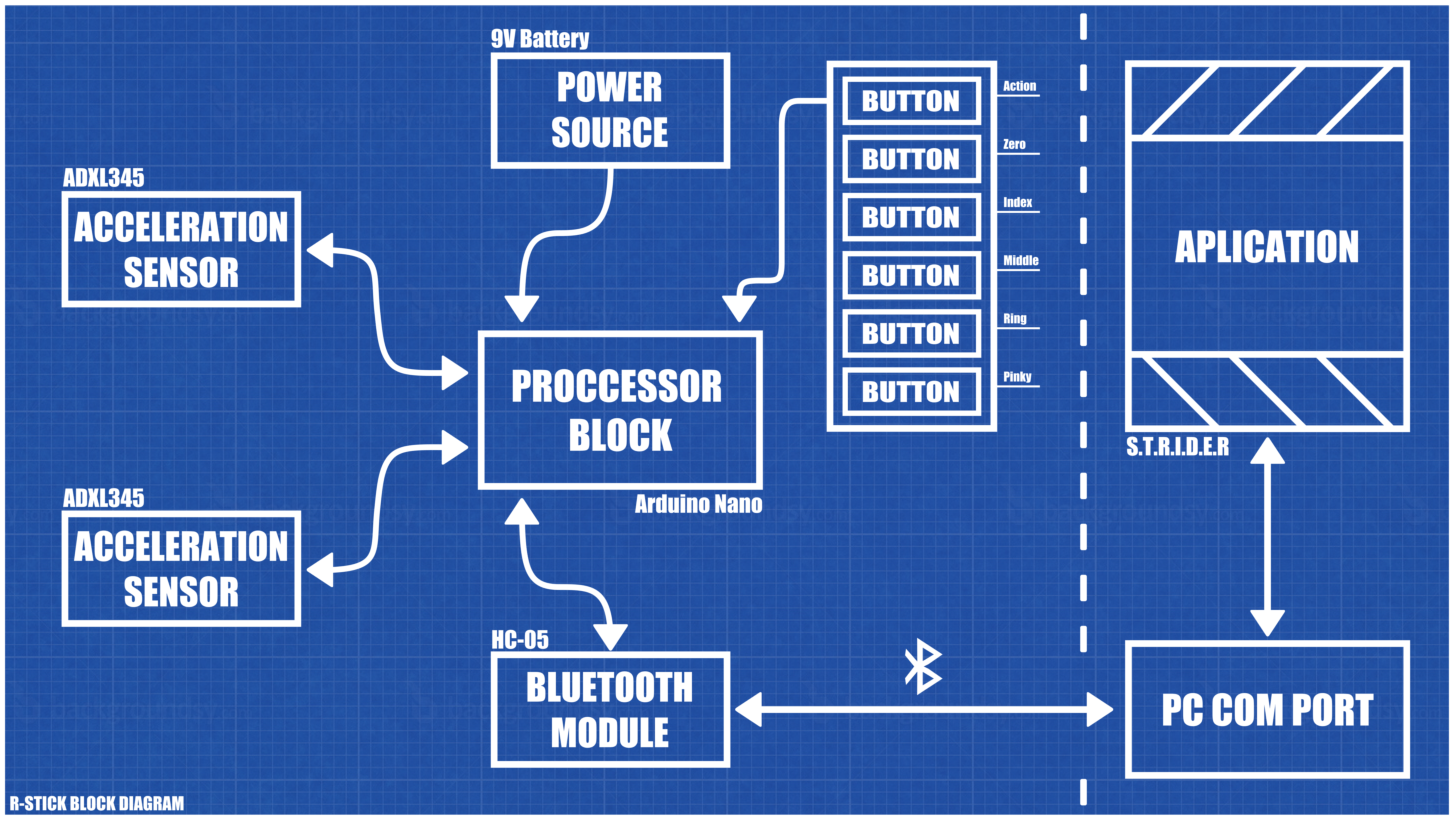 9V Battery
POWER
SOURCE
ADXL345
ACCELERATION
SENSOR
ADXL345
ACCELERATION
SENSOR
PROCCESSOR
BLOCK
Arduino Nano
HC-05
BLUETOOTH
MODULE
BUTTON
Action
BUTTON
Zero
BUTTON
Index
BUTTON
Middle
BUTTON
Ring
BUTTON
Pinky
APLICATION
S.T.R.I.D.E.R
PC COM PORT
R-STICK BLOCK DIAGRAM